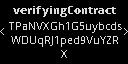 verifyingContract
TPaNVXGh1G5uybcds
WDUqRJ1ped9VuYZR
X